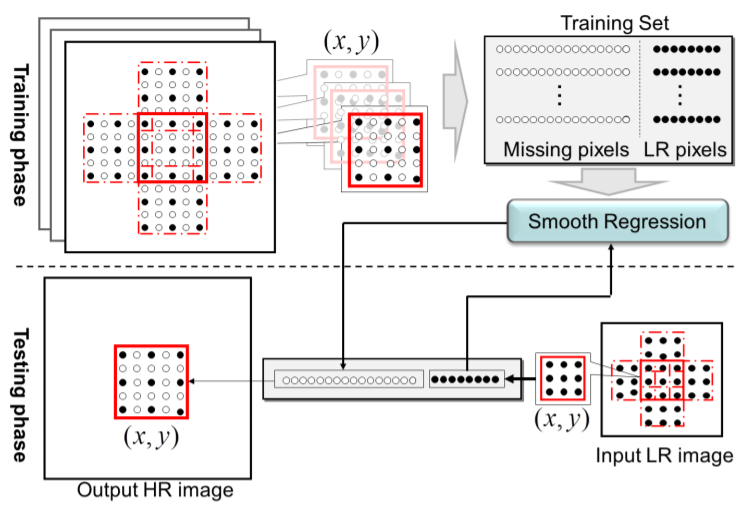 Training phase
(x, y)
Training Set
Missing pixels
LR pixels
Smooth Regression
Testing phase
(x, y)
Output HR image
(x, y)
Input LR image